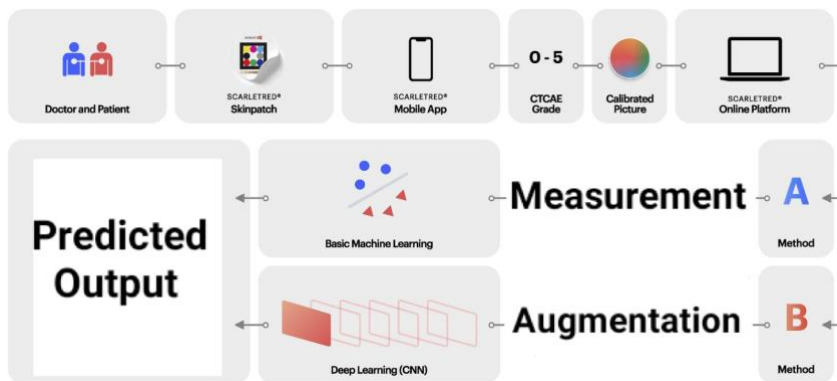 Doctor and Patient
SCARLETRED®
Skinpatch
SCARLETRED®
Mobile App
0-5
CTCAE
Grade
Calibrated
Picture
SCARLETRED®
Online Platform
Predicted
Output
Basic Machine Learning
Measurement
A
Method
Deep Learning (CNN)
Augmentation
B
Method